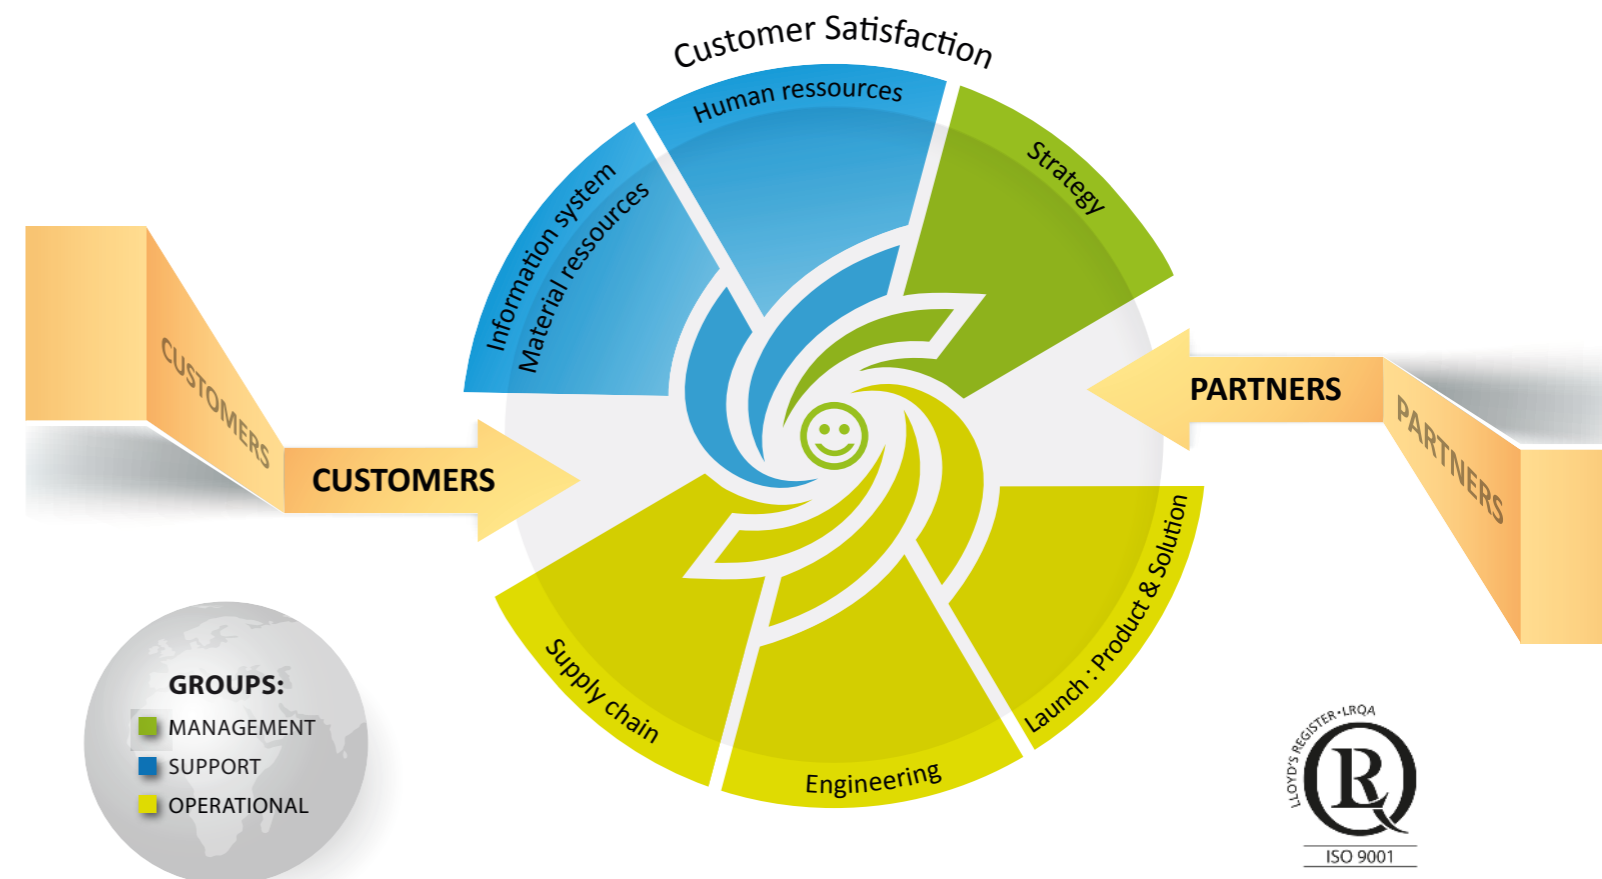 Customer Satisfaction
Human ressources
Strategy
Information system
Material ressources
CUSTOMERS
CUSTOMERS
PARTNERS
PARTNERS
Supply chain
Engineering
Launch : Product & Solution
GROUPS:
MANAGEMENT
SUPPORT
OPERATIONAL
LLOYD'S REGISTER•LRQA
LR
ISO 9001